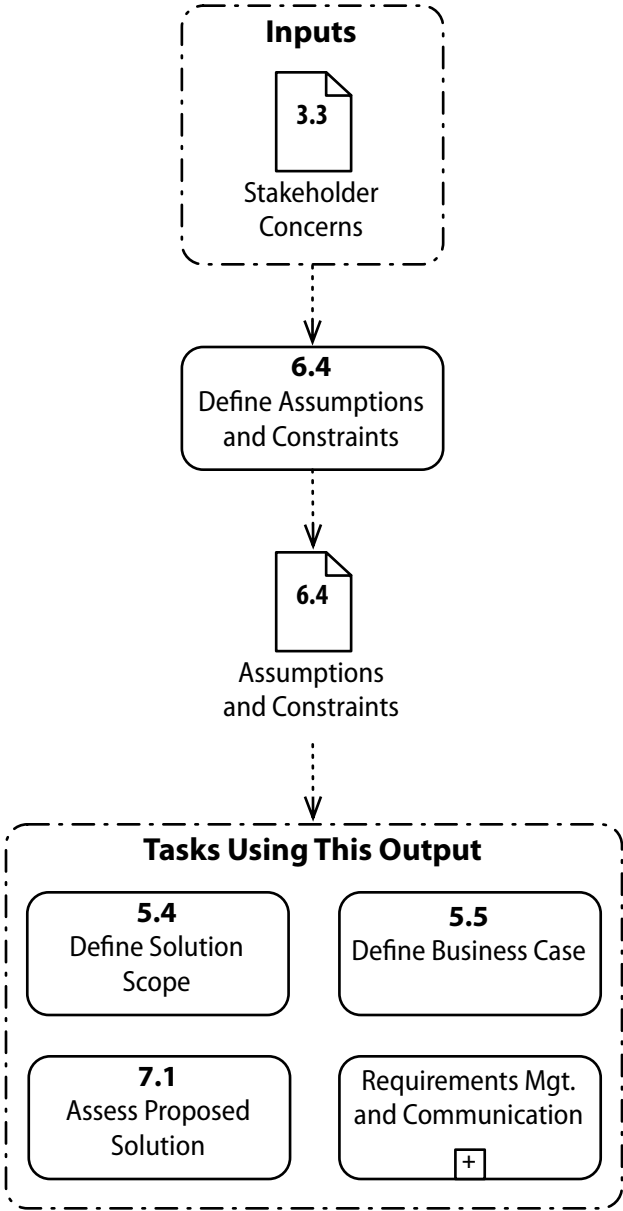 Inputs
3.3
Stakeholder
Concerns
6.4
Define Assumptions
and Constraints
6.4
Assumptions
and Constraints
Tasks Using This Output
5.4
Define Solution
Scope
5.5
Define Business Case
7.1
Assess Proposed
Solution
Requirements Mgt.
and Communication
+